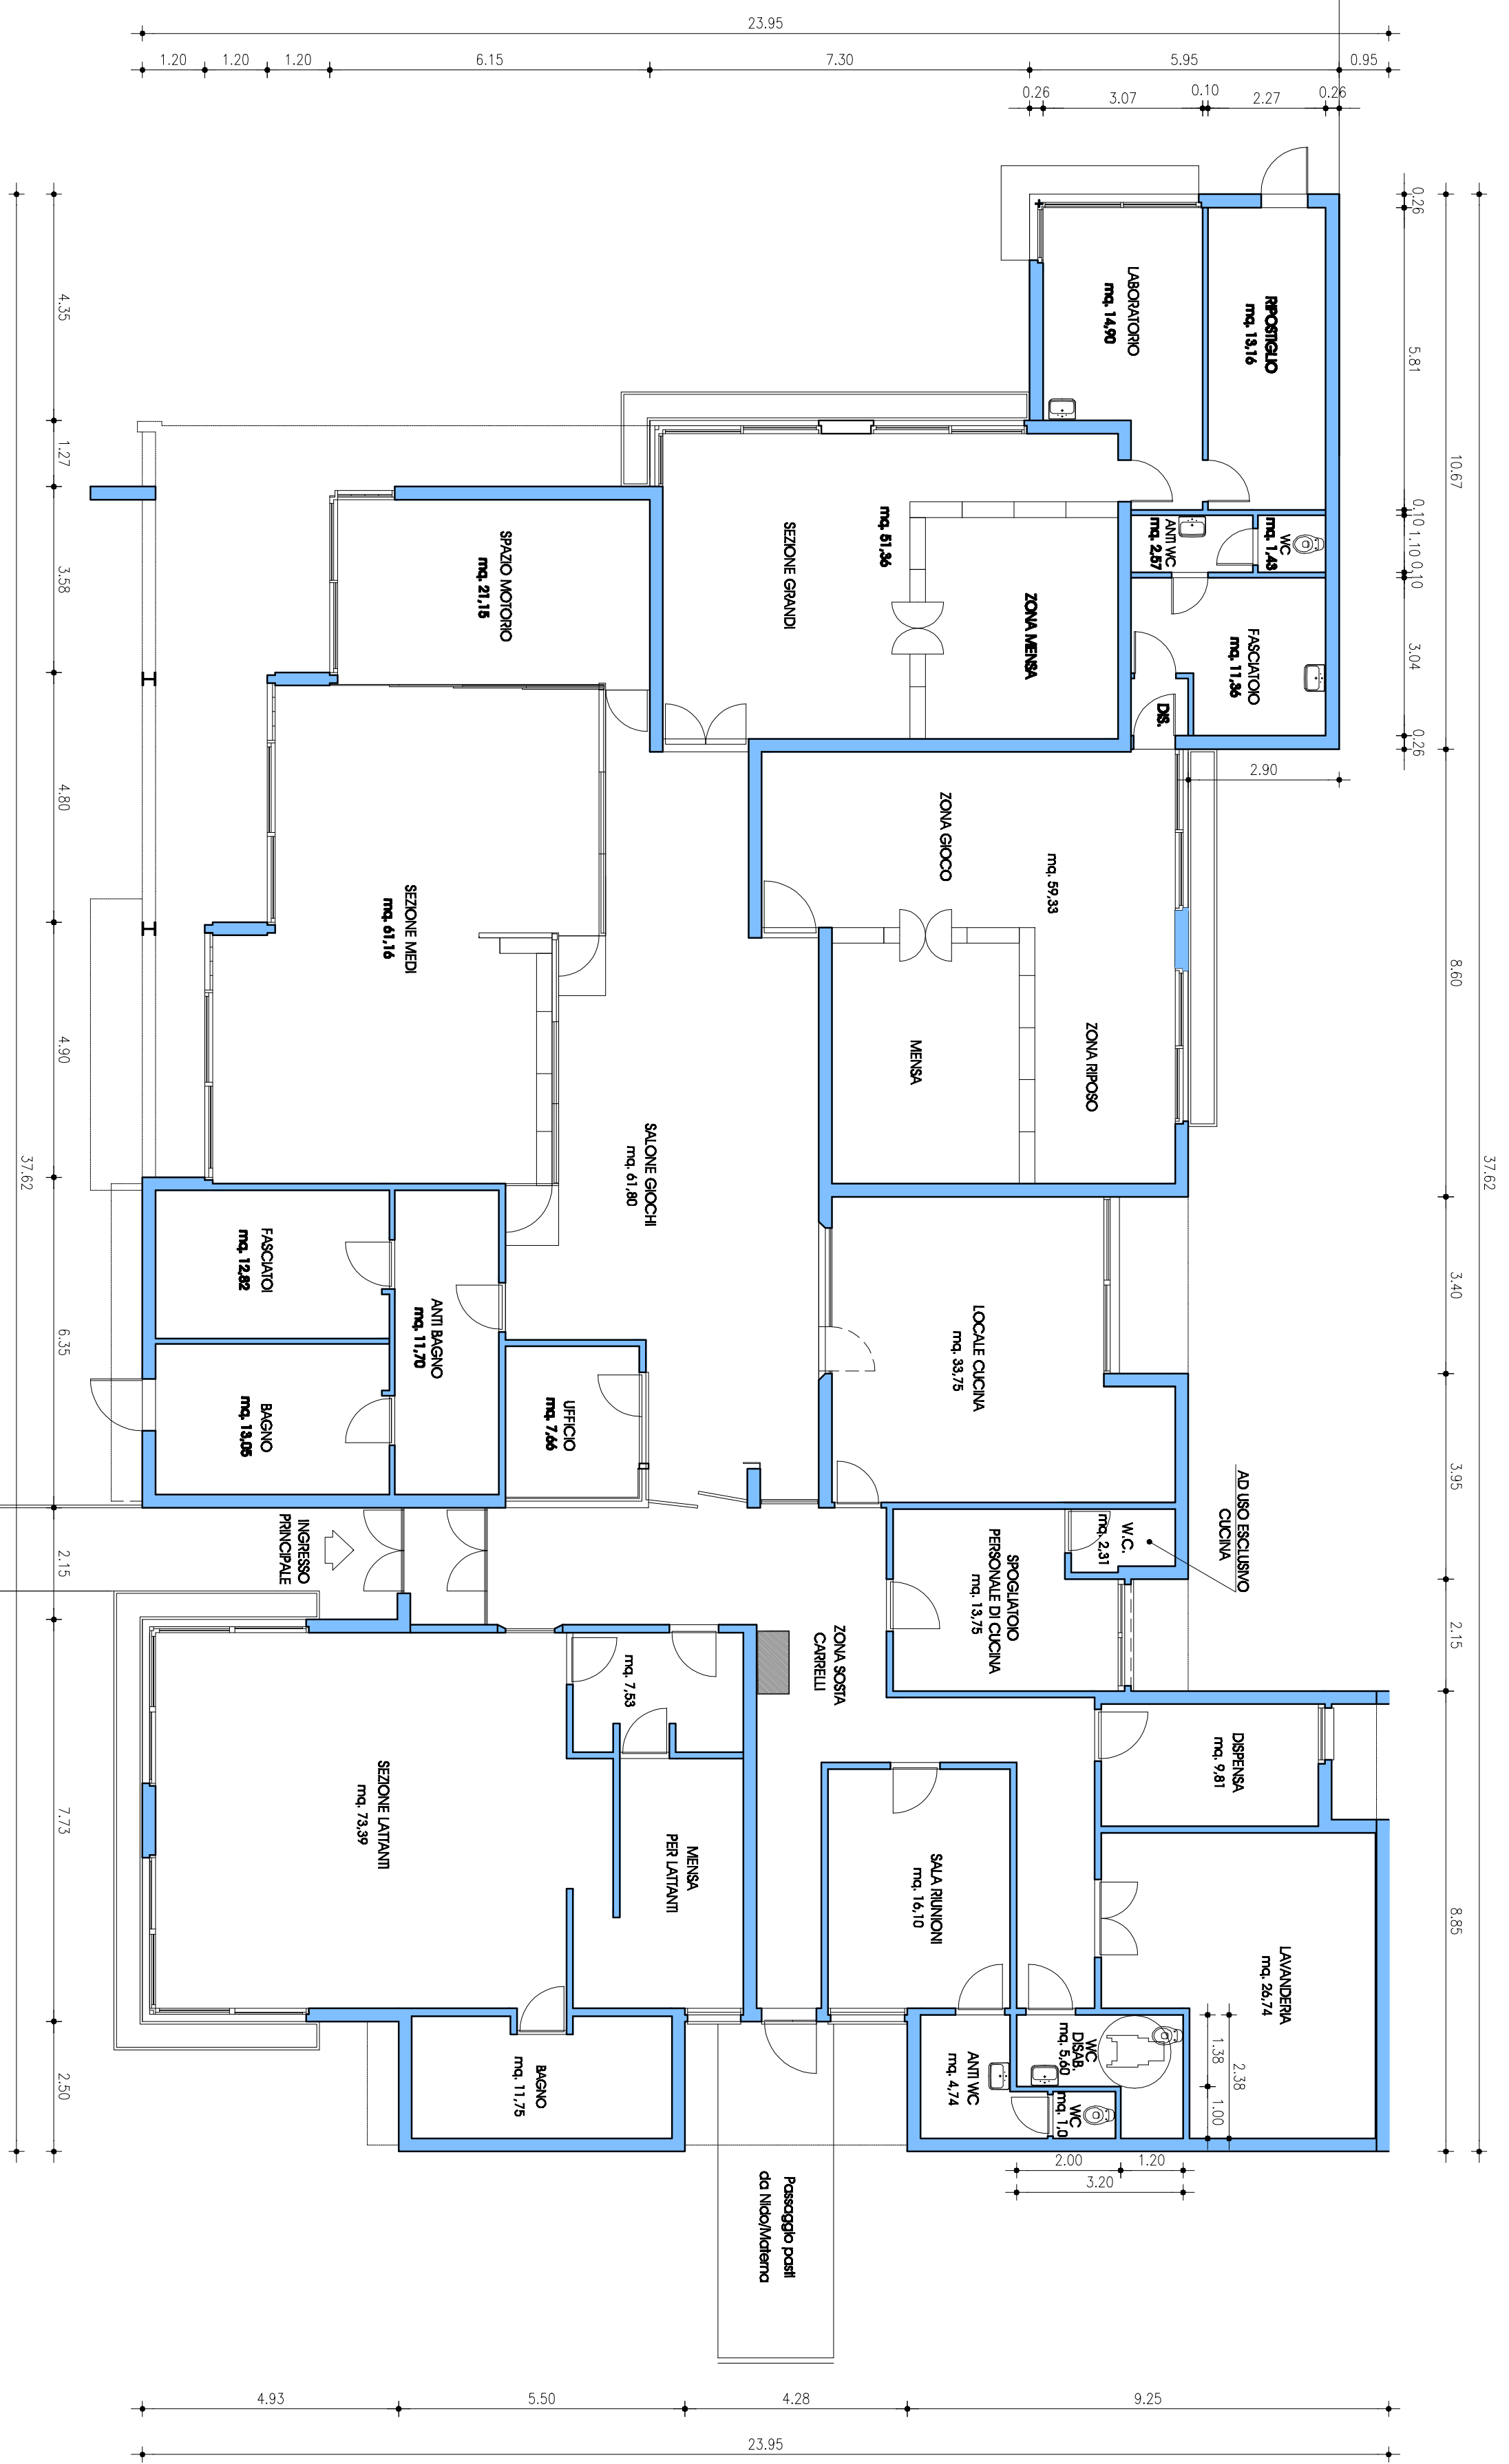 23.95
1.20
1.20
1.20
6.15
7.30
5.95
0.95
0.26
3.07
0.10
2.27
0.26
37.62
10.67
8.60
3.40
3.95
2.15
8.85
0.26
5.81
0.10
1.10
0.10
3.04
0.26
2.90
4.35
1.27
3.58
4.80
4.90
6.35
2.15
7.73
2.50
37.62
RIPOSTIGLIO
mq. 13,16
LABORATORIO
mq. 14,90
WC
mq. 1,43
ANTI WC
mq. 2,57
FASCIATOIO
mq. 11,36
DIS.
SEZIONE GRANDI
mq. 51,36
ZONA MENSA
SPAZIO MOTORIO
mq. 21,15
ZONA GIOCO
mq. 59,33
ZONA RIPOSO
MENSA
SEZIONE MEDI
mq. 61,16
SALONE GIOCHI
mq. 61,80
LOCALE CUCINA
mq. 33,75
FASCIATOI
mq. 12,82
ANTI BAGNO
mq. 11,70
BAGNO
mq. 13,05
UFFICIO
mq. 7,66
AD USO ESCLUSIVO
CUCINA
W.C.
mq. 2,31
SPOGLIATOIO
PERSONALE DI CUCINA
mq. 13,75
INGRESSO
PRINCIPALE
ZONA SOSTA
CARRELLI
mq. 7,53
DISPENSA
mq. 9,81
SEZIONE LATTANTI
mq. 73,39
MENSA
PER LATTANTI
SALA RIUNIONI
mq. 16,10
LAVANDERIA
mq. 26,74
BAGNO
mq. 11,75
ANTI WC
mq. 4,74
WC
DISAB.
mq. 5,60
WC
mq. 1,0
1.38
1.00
2.38
2.00
1.20
3.20
Passaggio pasti
da Nido/Materna
4.93
5.50
4.28
9.25
23.95